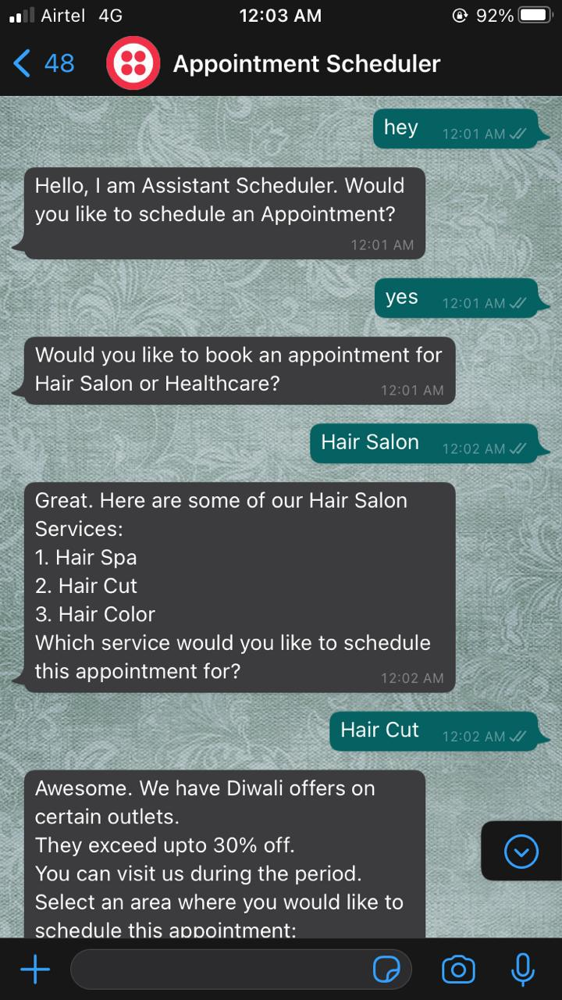 Airtel 4G 12:03 AM 92%
48 Appointment Scheduler
hey 12:01 AM
Hello, I am Assistant Scheduler. Would
you like to schedule an Appointment?
12:01 AM
yes 12:01 AM
Would you like to book an appointment for
Hair Salon or Healthcare? 12:01 AM
Hair Salon 12:02 AM
Great. Here are some of our Hair Salon
Services:
1. Hair Spa
2. Hair Cut
3. Hair Color
Which service would you like to schedule
this appointment for? 12:02 AM
Hair Cut 12:02 AM
Awesome. We have Diwali offers on
certain outlets.
They exceed upto 30% off.
You can visit us during the period.
Select an area where you would like to
schedule this appointment: